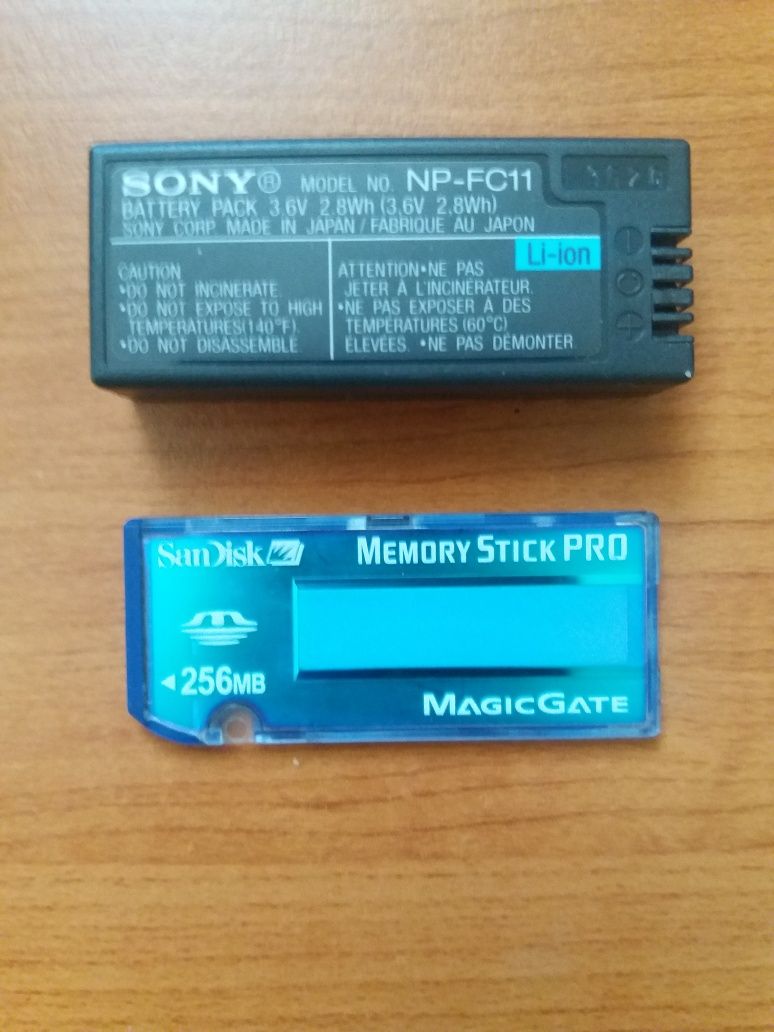 SONY® MODEL NO. NP-FC11
BATTERY PACK 3.6V 2.8Wh (3,6V 2,8Wh)
SONY CORP. MADE IN JAPAN / FABRIQUÉ AU JAPON
Li-ion
CAUTION
•DO NOT INCINERATE.
•DO NOT EXPOSE TO HIGH
TEMPERATURES(140°F).
•DO NOT DISASSEMBLE.
ATTENTION•NE PAS
JETER À L'INCINÉRATEUR.
•NE PAS EXPOSER À DES
TEMPÉRATURES (60°C)
ÉLEVÉES. •NE PAS DÉMONTER.
SanDisk
MEMORY STICK PRO
◄256MB
MAGICGATE